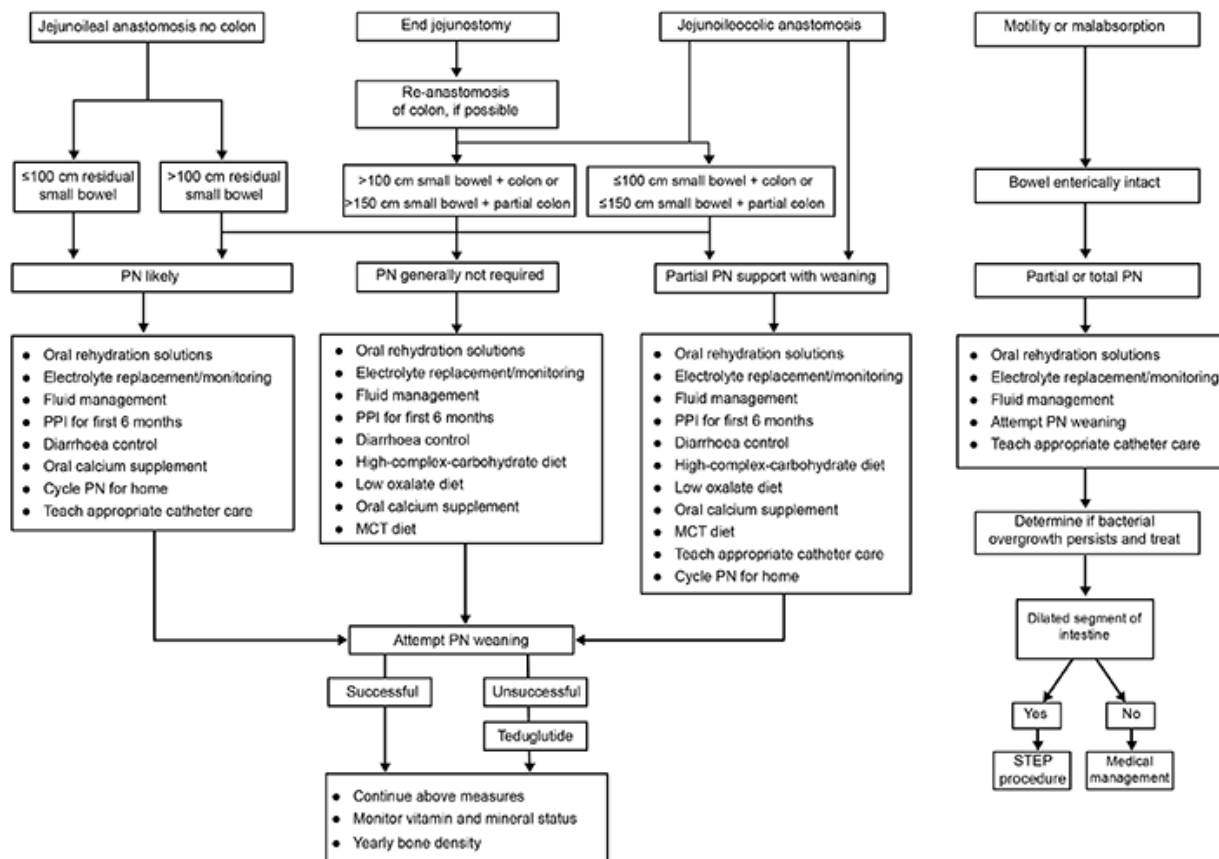 Jejunoileal anastomosis no colon
End jejunostomy
Jejunoileocolic anastomosis
Motility or malabsorption
Re-anastomosis
of colon, if possible
≤100 cm residual
small bowel
>100 cm residual
small bowel
>100 cm small bowel + colon or
>150 cm small bowel + partial colon
≤100 cm small bowel + colon or
≤150 cm small bowel + partial colon
Bowel enterically intact
PN likely
PN generally not required
Partial PN support with weaning
Partial or total PN
● Oral rehydration solutions
● Electrolyte replacement/monitoring
● Fluid management
● PPI for first 6 months
● Diarrhoea control
● Oral calcium supplement
● Cycle PN for home
● Teach appropriate catheter care
● Oral rehydration solutions
● Electrolyte replacement/monitoring
● Fluid management
● PPI for first 6 months
● Diarrhoea control
● High-complex-carbohydrate diet
● Low oxalate diet
● Oral calcium supplement
● MCT diet
● Oral rehydration solutions
● Electrolyte replacement/monitoring
● Fluid management
● PPI for first 6 months
● Diarrhoea control
● High-complex-carbohydrate diet
● Low oxalate diet
● Oral calcium supplement
● MCT diet
● Teach appropriate catheter care
● Cycle PN for home
● Oral rehydration solutions
● Electrolyte replacement/monitoring
● Fluid management
● Attempt PN weaning
● Teach appropriate catheter care
Determine if bacterial
overgrowth persists and treat
Dilated segment of
intestine
Yes
No
STEP
procedure
Medical
management
Attempt PN weaning
Successful
Unsuccessful
Teduglutide
● Continue above measures
● Monitor vitamin and mineral status
● Yearly bone density